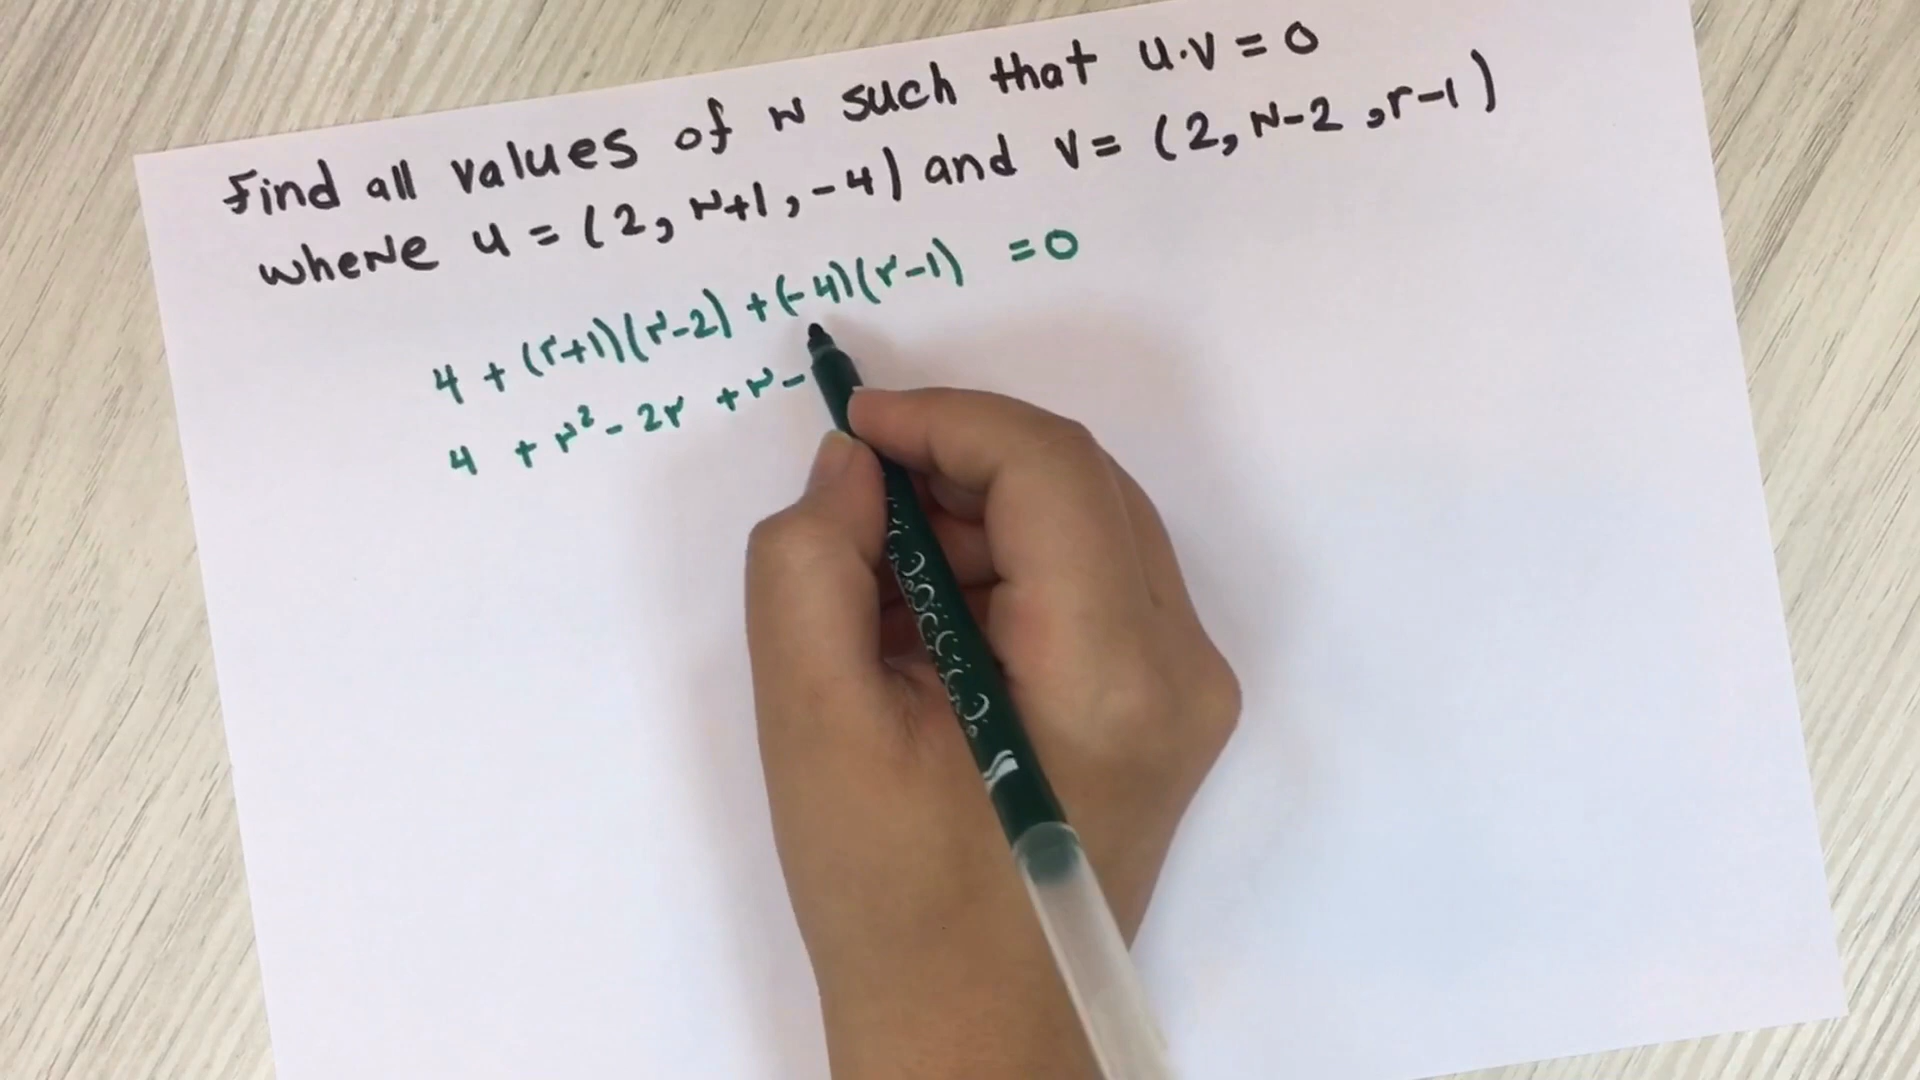 Find all values of r such that u·v = 0
where u = (2, r+1, -4) and v = (2, r-2, r-1)
4 + (r+1)(r-2) + (-4)(r-1) = 0
4 + r² - 2r + r -